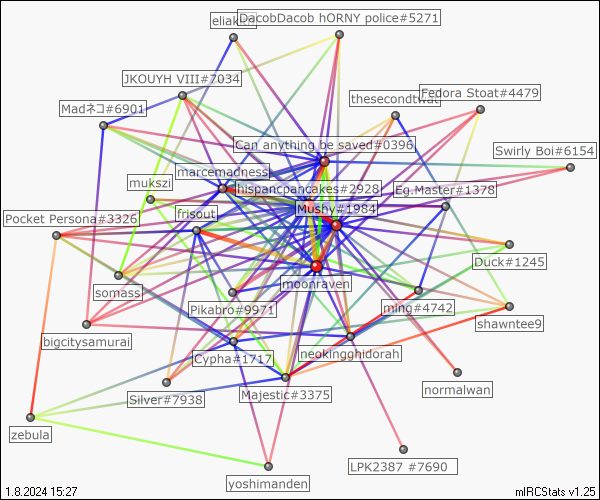 eliak
DacobDacob hORNY police#5271
JKOUYH VIII#7034
thesecondtwat
Fedora Stoat#4479
Madネコ#6901
Can anything be saved#0396
Swirly Boi#6154
marcemadness
mukszi
hispancpancakes#2928
Eg.Master#1378
Pocket Persona#3326
frisout
Mushy#1984
Duck#1245
somass
moonraven
Pikabro#9971
ming#4742
shawntee9
bigcitysamurai
Cypha#1717
neokingghidorah
Silver#7938
Majestic#3375
normalwan
zebula
yoshimanden
LPK2387 #7690
1.8.2024 15:27
mIRCStats v1.25